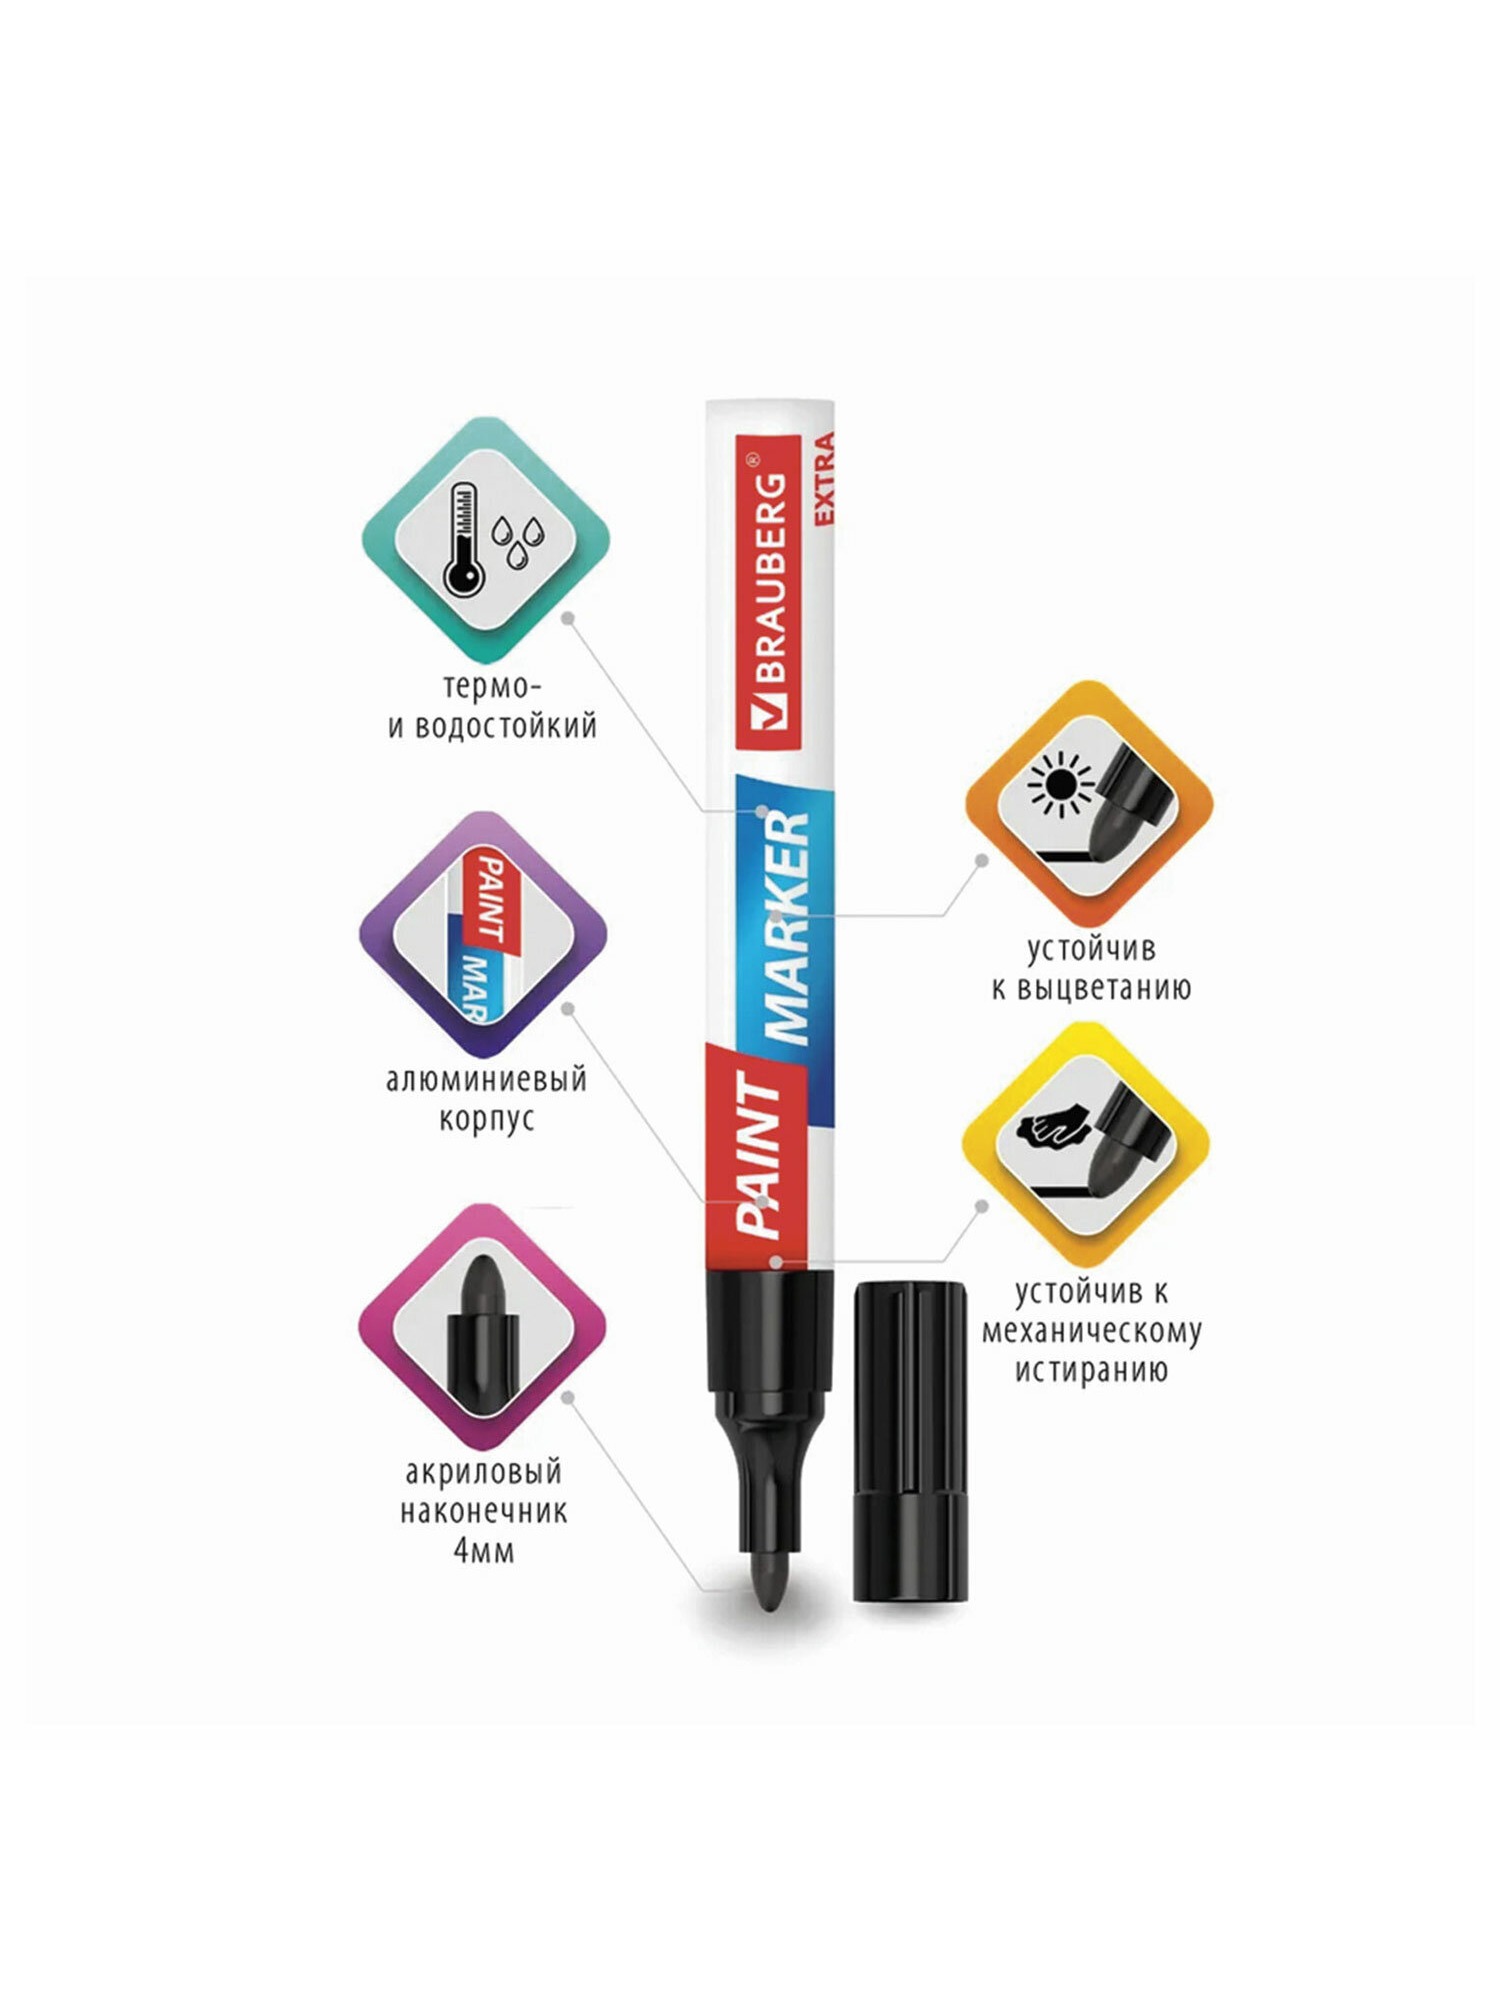 термо-
и водостойкий
PAINT
MAR
алюминиевый
корпус
акриловый
наконечник
4мм
BRAUBERG®
EXTRA
MARKER
PAINT
устойчив
к выцветанию
устойчив к
механическому
истиранию